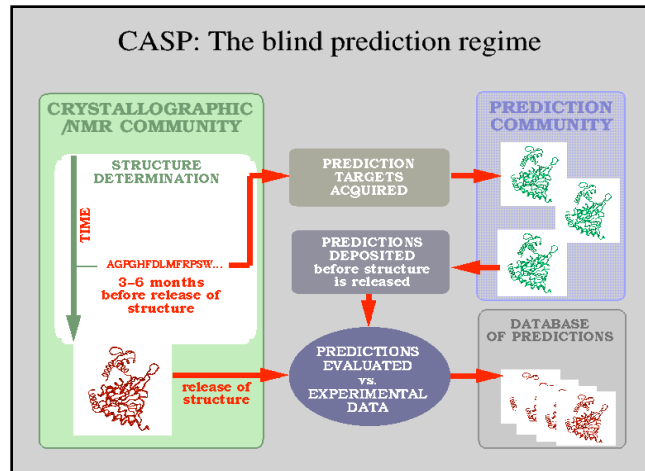 CASP: The blind prediction regime
CRYSTALLOGRAPHIC
/NMR COMMUNITY
STRUCTURE
DETERMINATION
TIME
AGPGHFDLMFRPSW...
3-6 months
before release of
structure
release of
structure
PREDICTION
TARGETS
ACQUIRED
PREDICTIONS
DEPOSITED
before structure
is released
PREDICTIONS
EVALUATED
vs.
EXPERIMENTAL
DATA
PREDICTION
COMMUNITY
DATABASE
OF PREDICTIONS